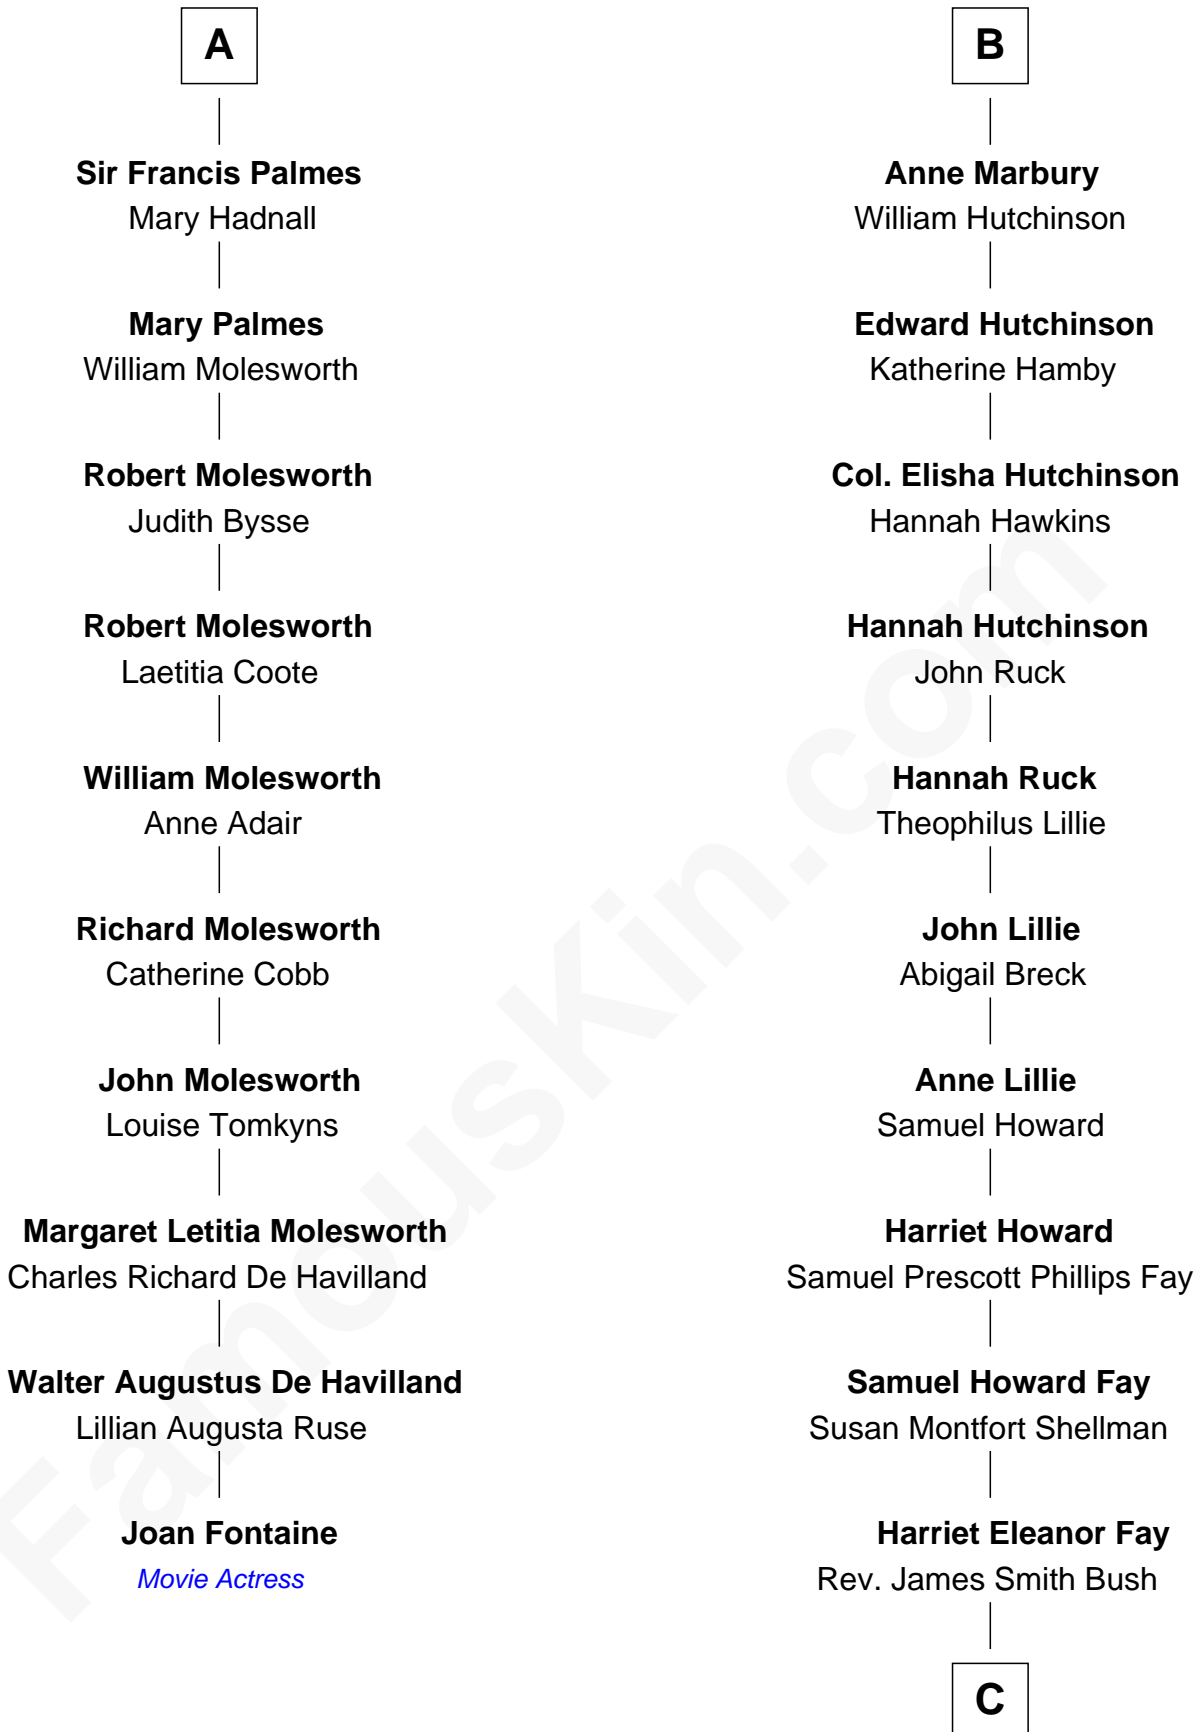 A
Sir Francis Palmes
Mary Hadnall
Mary Palmes
William Molesworth
Robert Molesworth
Judith Bysse
Robert Molesworth
Laetitia Coote
William Molesworth
Anne Adair
Richard Molesworth
Catherine Cobb
John Molesworth
Louise Tomkyns
Margaret Letitia Molesworth
Charles Richard De Havilland
Walter Augustus De Havilland
Lillian Augusta Ruse
Joan Fontaine
Movie Actress
B
Anne Marbury
William Hutchinson
Edward Hutchinson
Katherine Hamby
Col. Elisha Hutchinson
Hannah Hawkins
Hannah Hutchinson
John Ruck
Hannah Ruck
Theophilus Lillie
John Lillie
Abigail Breck
Anne Lillie
Samuel Howard
Harriet Howard
Samuel Prescott Phillips Fay
Samuel Howard Fay
Susan Montfort Shellman
Harriet Eleanor Fay
Rev. James Smith Bush
C
FamousKin.com